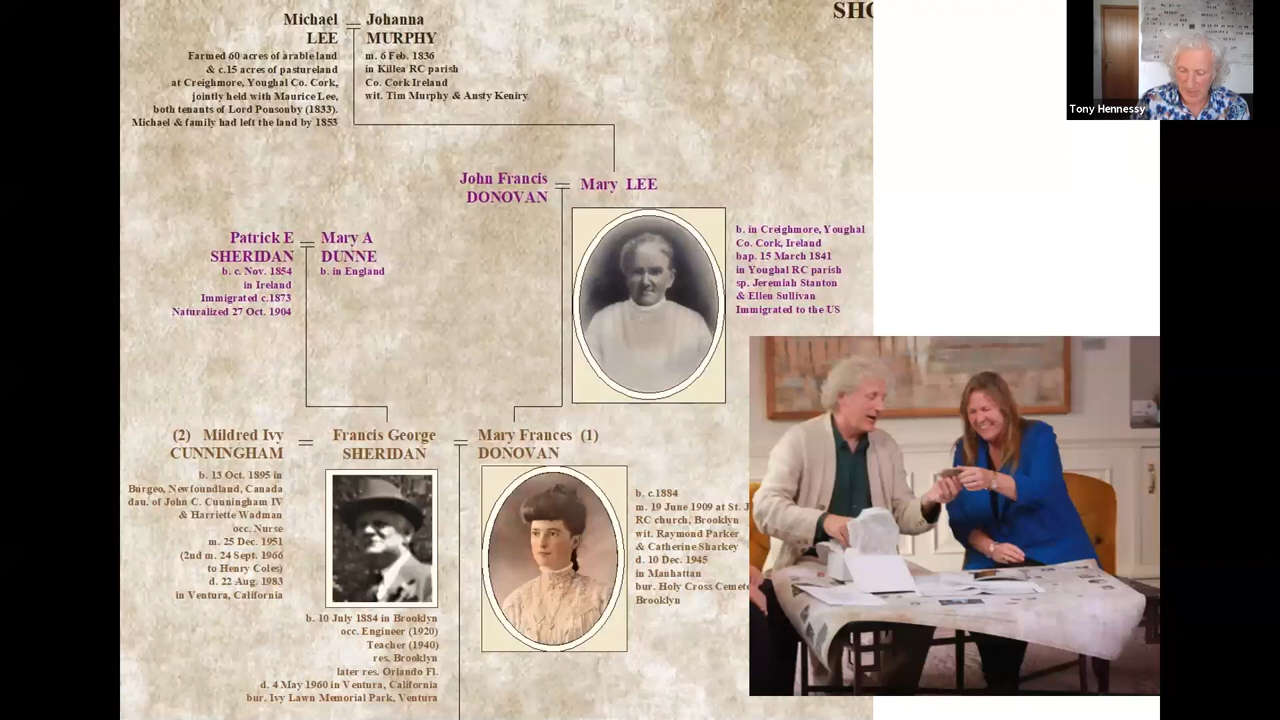 SHO
Tony Hennessy
Michael
LEE
Farmed 60 acres of arable land
& c.15 acres of pastureland
at Creighmore, Youghal Co. Cork,
jointly held with Maurice Lee,
both tenants of Lord Ponsonby (1833).
Michael & family had left the land by 1853
Johanna
MURPHY
m. 6 Feb. 1836
in Killea RC parish
Co. Cork Ireland
wit. Tim Murphy & Ansty Keniry
John Francis
DONOVAN
Mary LEE
b. in Creighmore, Youghal
Co. Cork, Ireland
bap. 15 March 1841
in Youghal RC parish
sp. Jeremiah Stanton
& Ellen Sullivan
Immigrated to the US
Patrick E
SHERIDAN
b. c. Nov. 1854
in Ireland
Immigrated c.1873
Naturalized 27 Oct. 1904
Mary A
DUNNE
b. in England
(2) Mildred Ivy
CUNNINGHAM
b. 13 Oct. 1895 in
Burgeo, Newfoundland, Canada
dau. of John C. Cunningham IV
& Harriette Wadman
occ. Nurse
m. 25 Dec. 1951
(2nd m. 24 Sept. 1966
to Henry Coles)
d. 22 Aug. 1983
in Ventura, California
Francis George
SHERIDAN
b. 10 July 1884 in Brooklyn
occ. Engineer (1920)
Teacher (1940)
res. Brooklyn
later res. Orlando Fl.
d. 4 May 1960 in Ventura, California
bur. Ivy Lawn Memorial Park, Ventura
Mary Frances (1)
DONOVAN
b. c.1884
m. 19 June 1909 at St. J
RC church, Brooklyn
wit. Raymond Parker
& Catherine Sharkey
d. 10 Dec. 1945
in Manhattan
bur. Holy Cross Cemete
Brooklyn